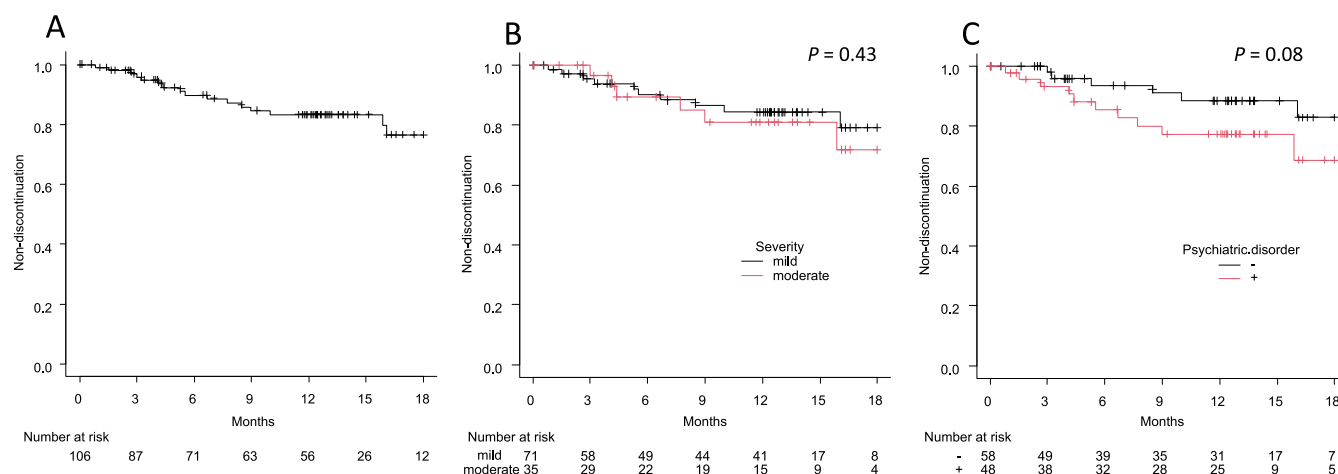 A
1.0
0.8
0.6
0.4
0.2
0.0
Non-discontinuation
0 3 6 9 12 15 18
Months
Number at risk
106 87 71 63 56 26 12
B
P = 0.43
1.0
0.8
0.6
0.4
0.2
0.0
Non-discontinuation
Severity
mild
moderate
0 3 6 9 12 15 18
Months
Number at risk
mild 71 58 49 44 41 17 8
moderate 35 29 22 19 15 9 4
C
P = 0.08
1.0
0.8
0.6
0.4
0.2
0.0
Non-discontinuation
Psychiatric.disorder
-
+
0 3 6 9 12 15 18
Months
Number at risk
- 58 49 39 35 31 17 7
+ 48 38 32 28 25 9 5